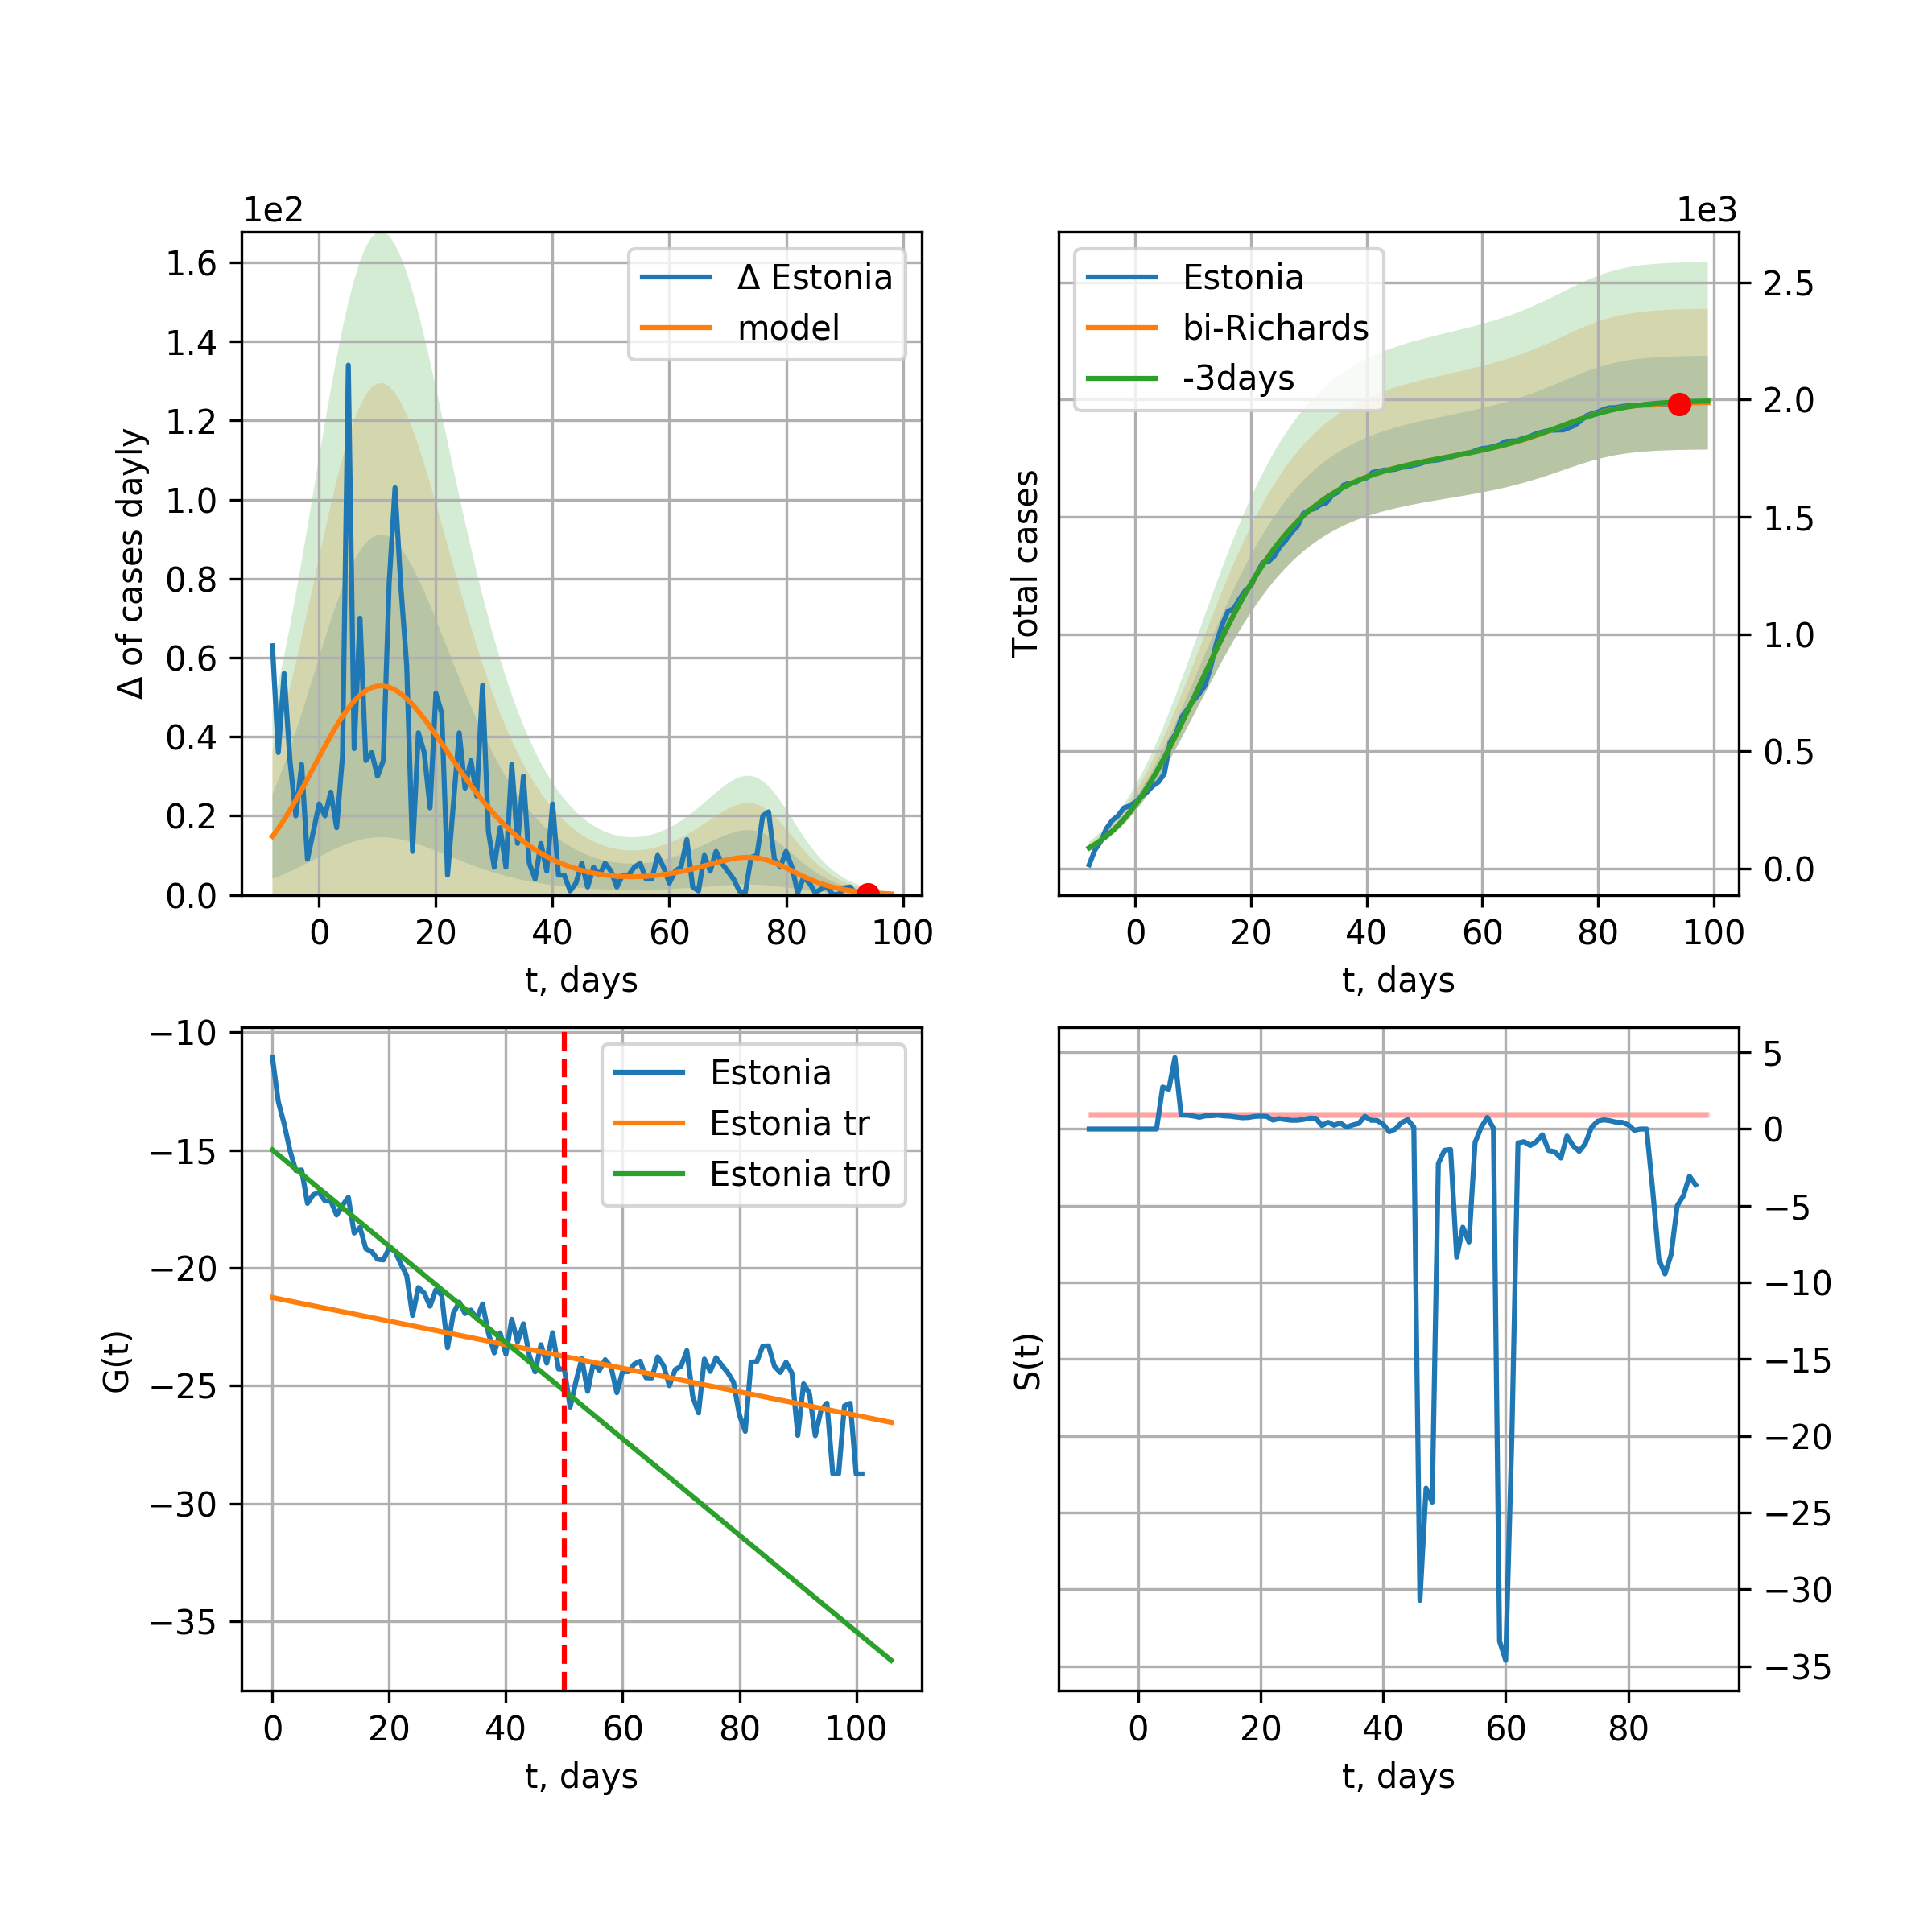 1e2
Δ of cases dayly
1.6
1.4
1.2
1.0
0.8
0.6
0.4
0.2
0.0
Δ Estonia
model
0 20 40 60 80 100
t, days
1e3
Total cases
Estonia
bi-Richards
-3days
2.5
2.0
1.5
1.0
0.5
0.0
0 20 40 60 80 100
t, days
G(t)
−10
−15
−20
−25
−30
−35
Estonia
Estonia tr
Estonia tr0
0 20 40 60 80 100
t, days
S(t)
5
0
−5
−10
−15
−20
−25
−30
−35
0 20 40 60 80
t, days